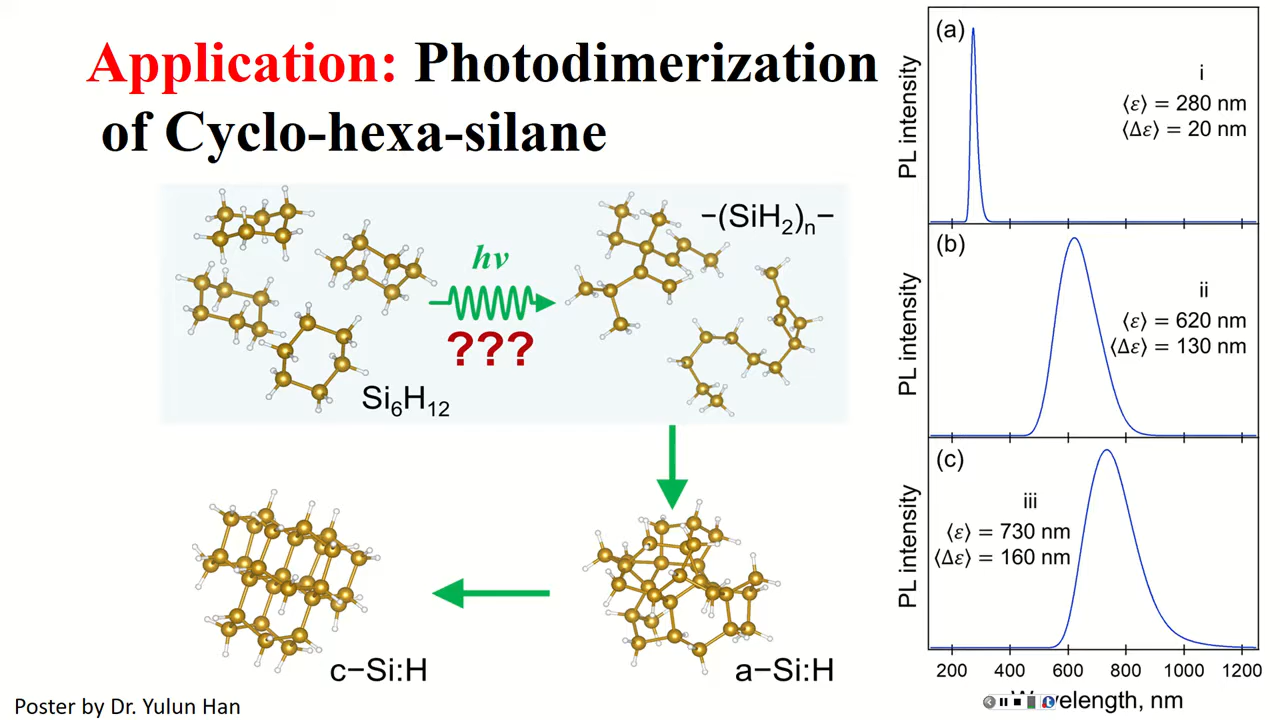 Application: Photodimerization
of Cyclo-hexa-silane
hν
???
Si₆H₁₂
−(SiH₂)ₙ−
c−Si:H
a−Si:H
Poster by Dr. Yulun Han
(a)
PL intensity
i
⟨ε⟩ = 280 nm
⟨Δε⟩ = 20 nm
(b)
PL intensity
ii
⟨ε⟩ = 620 nm
⟨Δε⟩ = 130 nm
(c)
PL intensity
iii
⟨ε⟩ = 730 nm
⟨Δε⟩ = 160 nm
200 400 600 800 1000 1200
Wavelength, nm